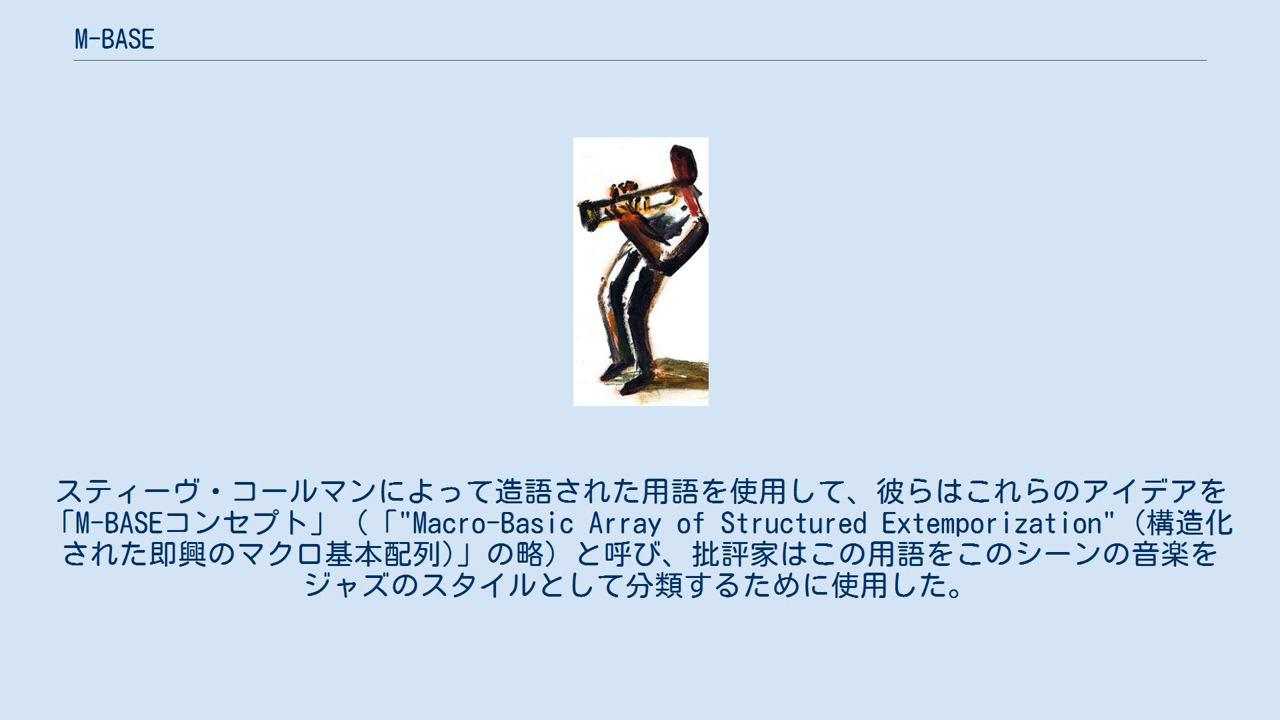 M-BASE
スティーヴ・コールマンによって造語された用語を使用して、彼らはこれらのアイデアを
「M-BASEコンセプト」（「"Macro-Basic Array of Structured Extemporization"（構造化
された即興のマクロ基本配列)」の略）と呼び、批評家はこの用語をこのシーンの音楽を
ジャズのスタイルとして分類するために使用した。